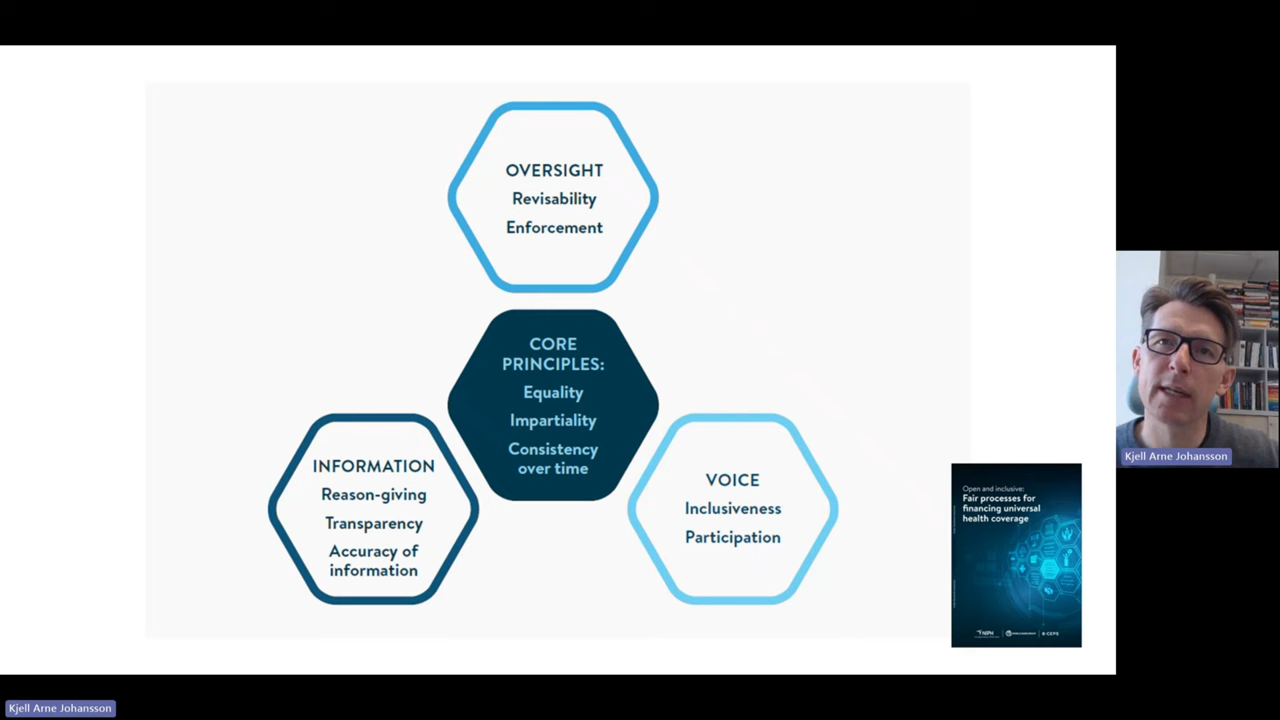 OVERSIGHT
Revisability
Enforcement
CORE
PRINCIPLES:
Equality
Impartiality
Consistency
over time
INFORMATION
Reason-giving
Transparency
Accuracy of
information
VOICE
Inclusiveness
Participation
Kjell Arne Johansson
Open and inclusive:
Fair processes for
financing universal
health coverage
NIPH
Kjell Arne Johansson